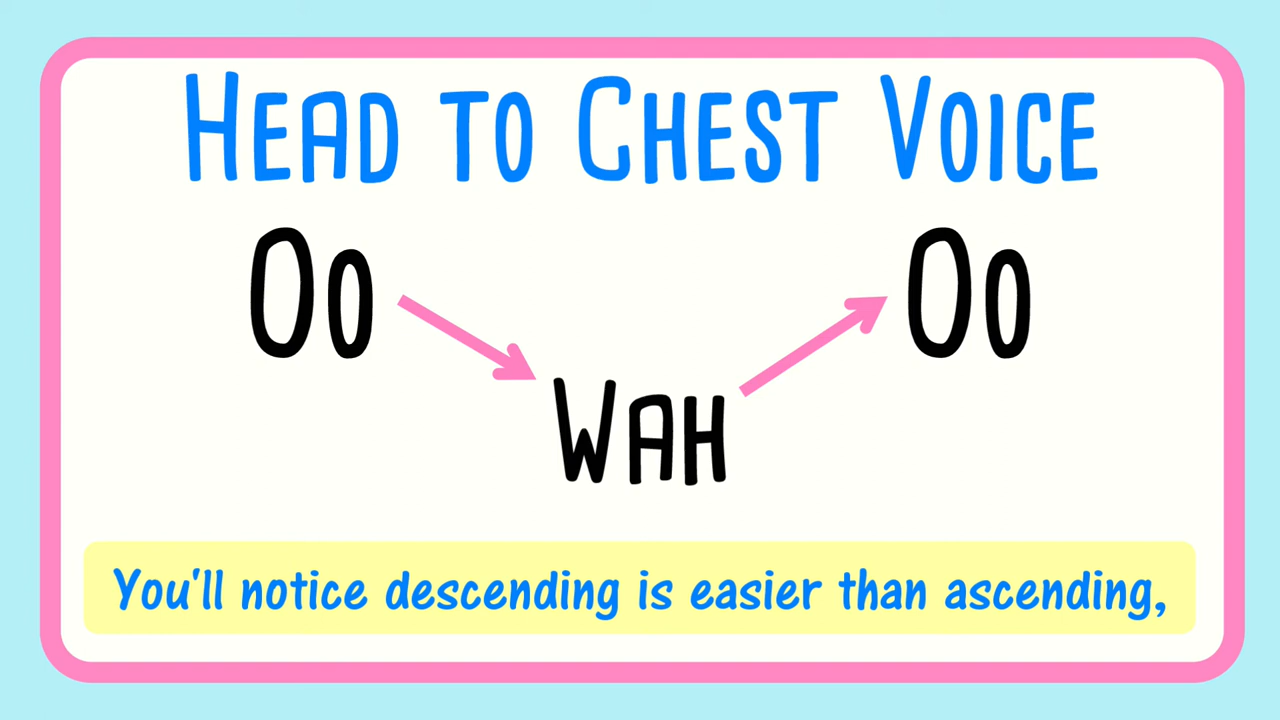 Head to Chest Voice
Oo
Oo
Wah
You'll notice descending is easier than ascending,